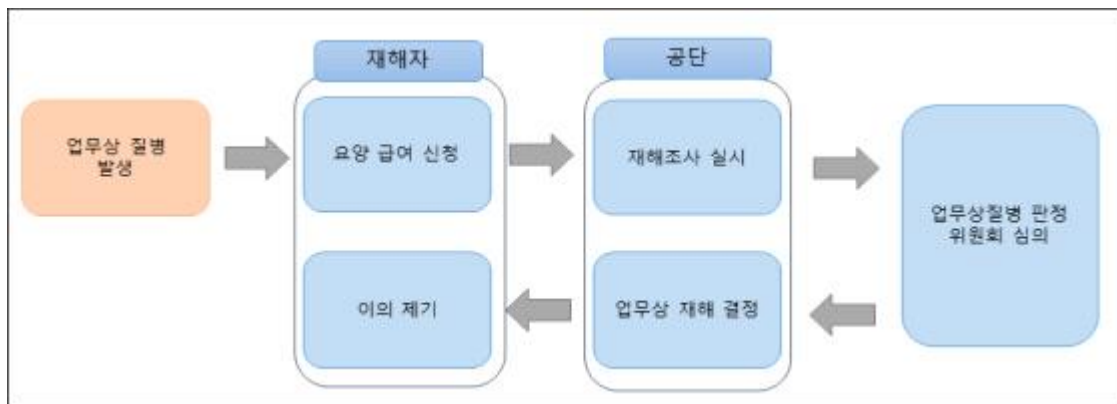 재해자
공단
업무상 질병
발생
요양 급여 신청
재해조사 실시
업무상질병 판정
위원회 심의
이의 제기
업무상 재해 결정